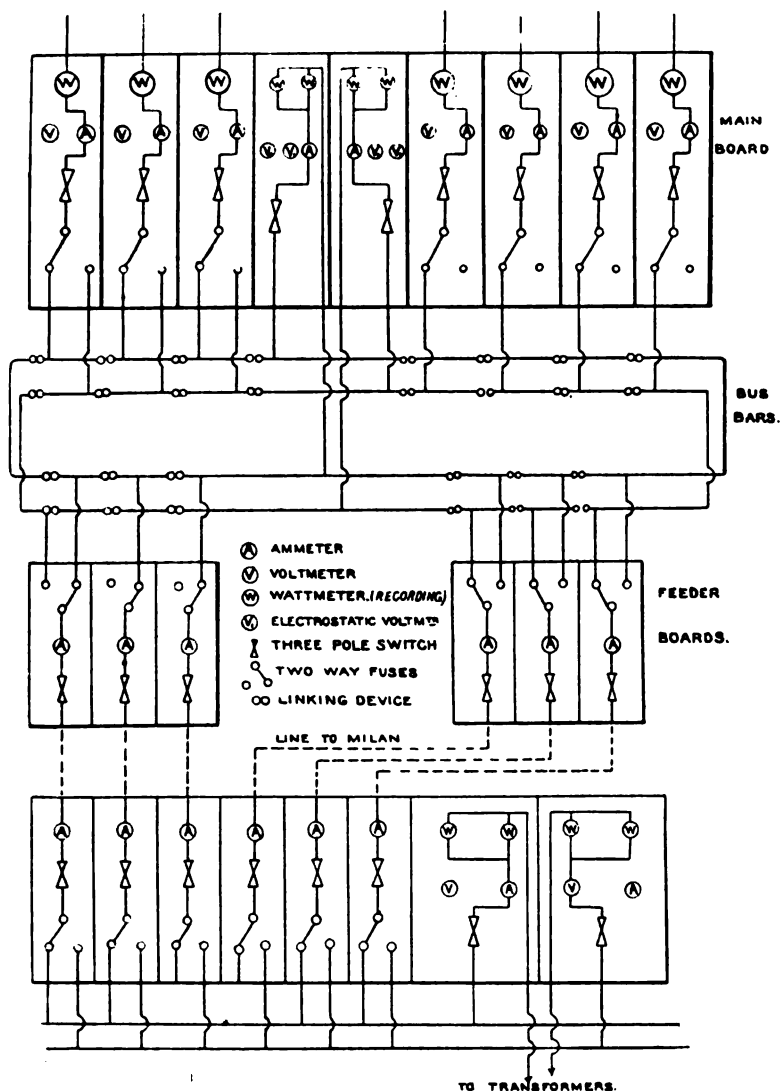 W W W W W W W W W W W
V A V A V A V V A A V V V A V A V A V A
MAIN
BOARD
BUS
BARS.
A AMMETER
V VOLTMETER
W WATTMETER.(RECORDING)
V ELECTROSTATIC VOLTMTR
THREE POLE SWITCH
TWO WAY FUSES
LINKING DEVICE
FEEDER
BOARDS.
A A A A A A
LINE TO MILAN
A A A A A A W W W W
V A V A
TO TRANSFORMERS.